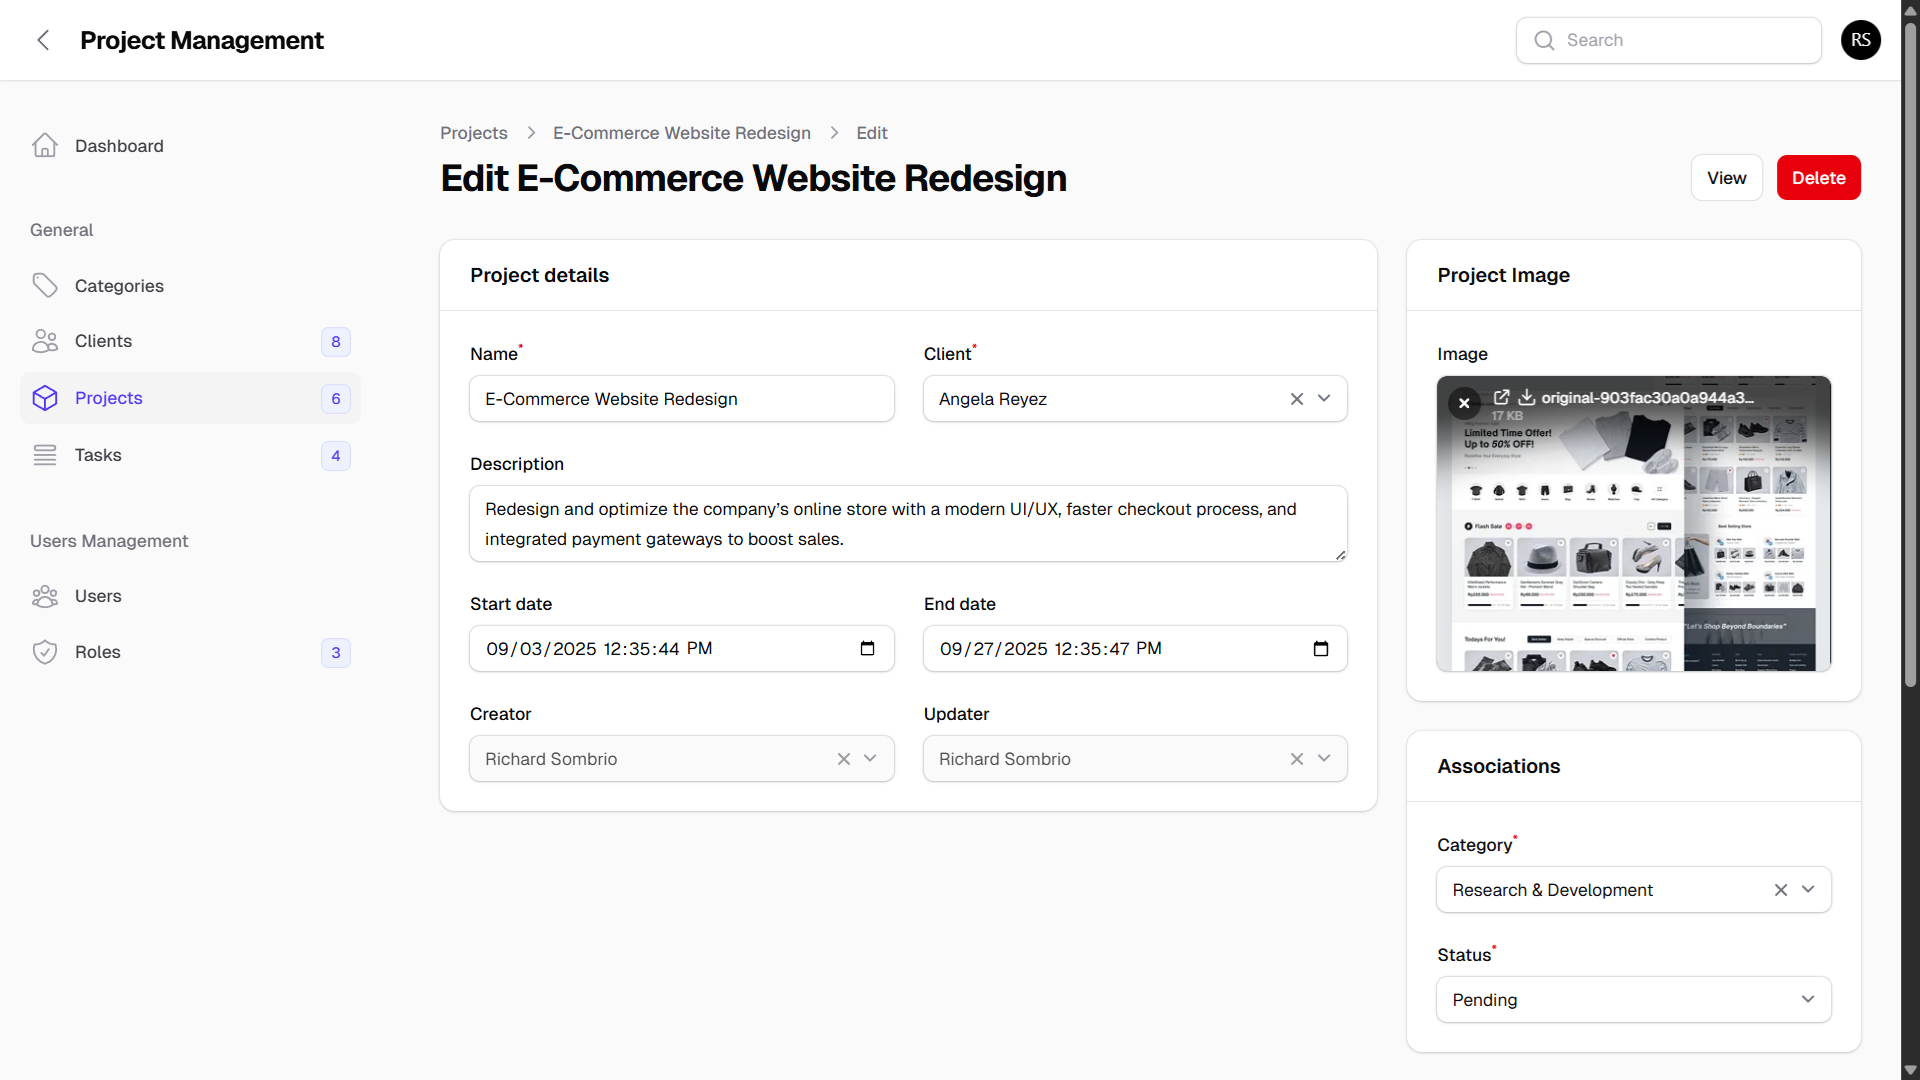 Project Management
Search
RS
Dashboard
General
Categories
Clients 8
Projects 6
Tasks 4
Users Management
Users
Roles 3
Projects > E-Commerce Website Redesign > Edit
Edit E-Commerce Website Redesign
View
Delete
Project details
Name*
E-Commerce Website Redesign
Client*
Angela Reyez
Description
Redesign and optimize the company’s online store with a modern UI/UX, faster checkout process, and
integrated payment gateways to boost sales.
Start date
09/03/2025 12:35:44 PM
End date
09/27/2025 12:35:47 PM
Creator
Richard Sombrio
Updater
Richard Sombrio
Project Image
Image
original-903fac30a0a944a3...
17 KB
Limited Time Offer!
Up to 50% OFF!
Flash Sale
Best Selling Store
Todays For You!
"Let's Shop Beyond Boundaries"
Associations
Category*
Research & Development
Status*
Pending